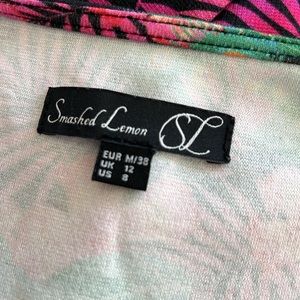 Smashed Lemon SL
EUR M/38
UK 12
US 8